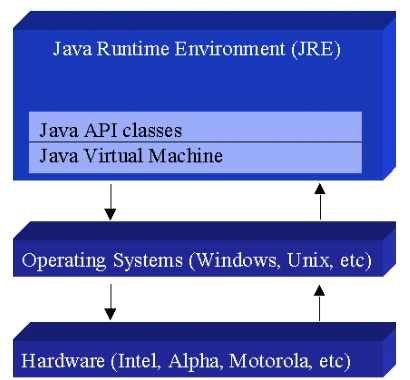 Java Runtime Environment (JRE)
Java API classes
Java Virtual Machine
Operating Systems (Windows, Unix, etc)
Hardware (Intel, Alpha, Motorola, etc)